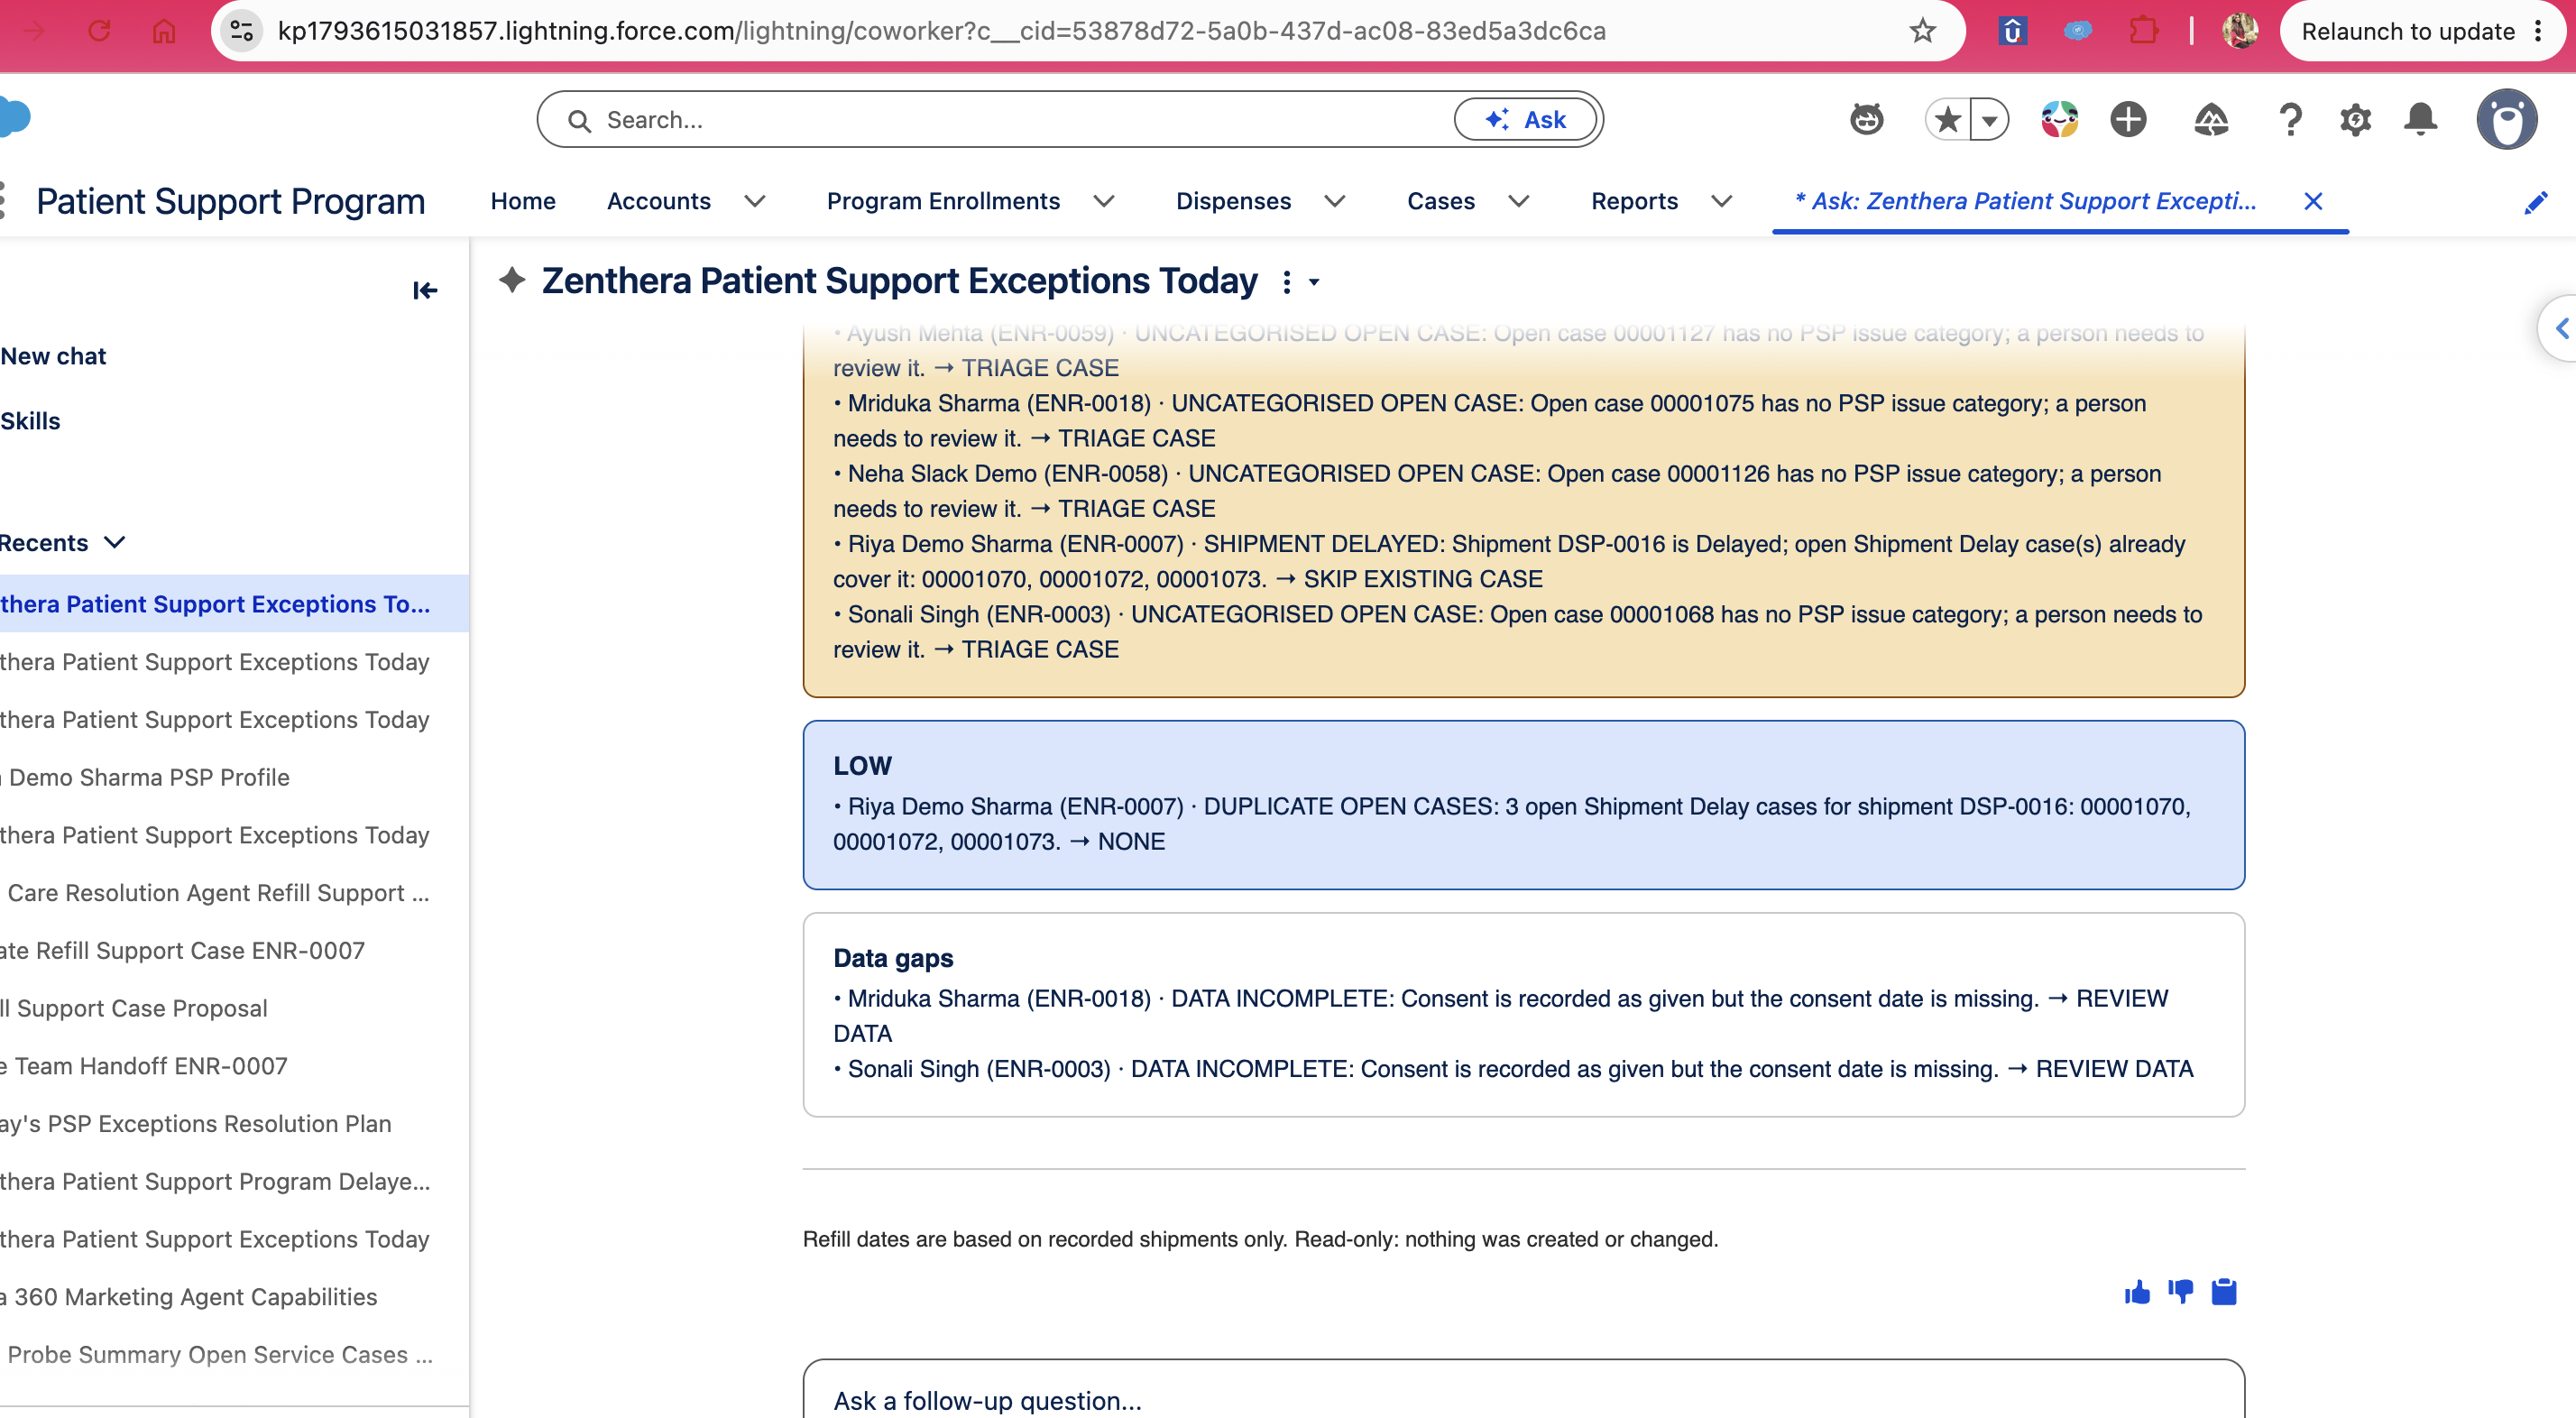 kp1793615031857.lightning.force.com/lightning/coworker?c__cid=53878d72-5a0b-437d-ac08-83ed5a3dc6ca
Relaunch to update
Search...
Ask
Patient Support Program
Home
Accounts
Program Enrollments
Dispenses
Cases
Reports
* Ask: Zenthera Patient Support Excepti...
New chat
Skills
Recents
thera Patient Support Exceptions To...
thera Patient Support Exceptions Today
thera Patient Support Exceptions Today
Demo Sharma PSP Profile
thera Patient Support Exceptions Today
Care Resolution Agent Refill Support ...
ate Refill Support Case ENR-0007
ll Support Case Proposal
e Team Handoff ENR-0007
ay's PSP Exceptions Resolution Plan
thera Patient Support Program Delaye...
thera Patient Support Exceptions Today
a 360 Marketing Agent Capabilities
Probe Summary Open Service Cases ...
Zenthera Patient Support Exceptions Today
• Ayush Mehta (ENR-0059) · UNCATEGORISED OPEN CASE: Open case 00001127 has no PSP issue category; a person needs to
review it. → TRIAGE CASE
• Mriduka Sharma (ENR-0018) · UNCATEGORISED OPEN CASE: Open case 00001075 has no PSP issue category; a person
needs to review it. → TRIAGE CASE
• Neha Slack Demo (ENR-0058) · UNCATEGORISED OPEN CASE: Open case 00001126 has no PSP issue category; a person
needs to review it. → TRIAGE CASE
• Riya Demo Sharma (ENR-0007) · SHIPMENT DELAYED: Shipment DSP-0016 is Delayed; open Shipment Delay case(s) already
cover it: 00001070, 00001072, 00001073. → SKIP EXISTING CASE
• Sonali Singh (ENR-0003) · UNCATEGORISED OPEN CASE: Open case 00001068 has no PSP issue category; a person needs to
review it. → TRIAGE CASE
LOW
• Riya Demo Sharma (ENR-0007) · DUPLICATE OPEN CASES: 3 open Shipment Delay cases for shipment DSP-0016: 00001070,
00001072, 00001073. → NONE
Data gaps
• Mriduka Sharma (ENR-0018) · DATA INCOMPLETE: Consent is recorded as given but the consent date is missing. → REVIEW
DATA
• Sonali Singh (ENR-0003) · DATA INCOMPLETE: Consent is recorded as given but the consent date is missing. → REVIEW DATA
Refill dates are based on recorded shipments only. Read-only: nothing was created or changed.
Ask a follow-up question...